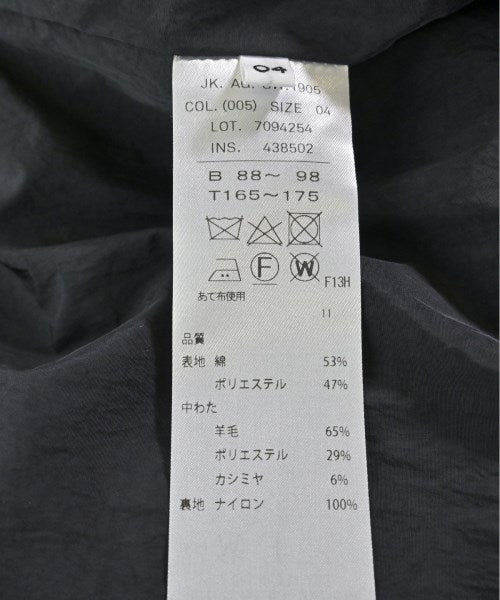 04
JK. AG.
COL. (005) SIZE 04
LOT. 7094254
INS. 438502
B 88～ 98
T165～175
F W
F13H
あて布使用
11
品質
表地 綿 53%
ポリエステル 47%
中わた
羊毛 65%
ポリエステル 29%
カシミヤ 6%
裏地 ナイロン 100%